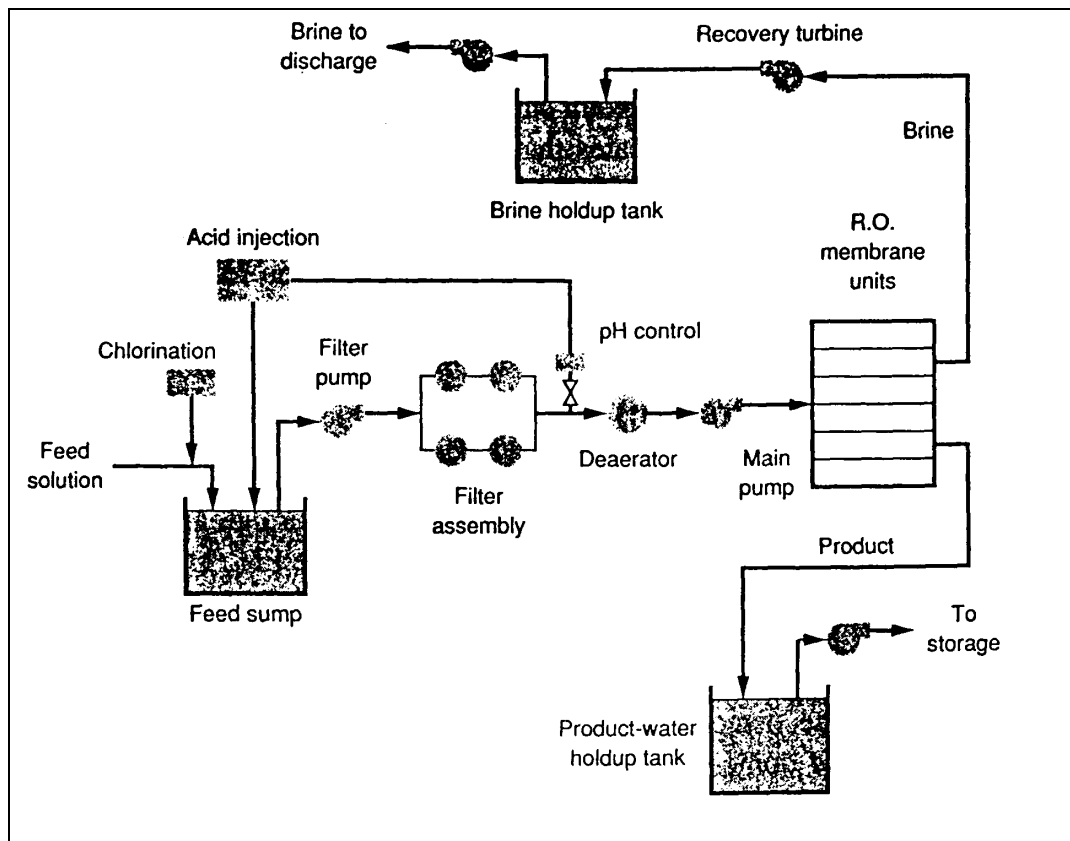 Brine to
discharge
Recovery turbine
Brine
Brine holdup tank
R.O.
membrane
units
Acid injection
pH control
Chlorination
Filter
pump
Feed
solution
Deaerator
Main
pump
Filter
assembly
Product
Feed sump
To
storage
Product-water
holdup tank